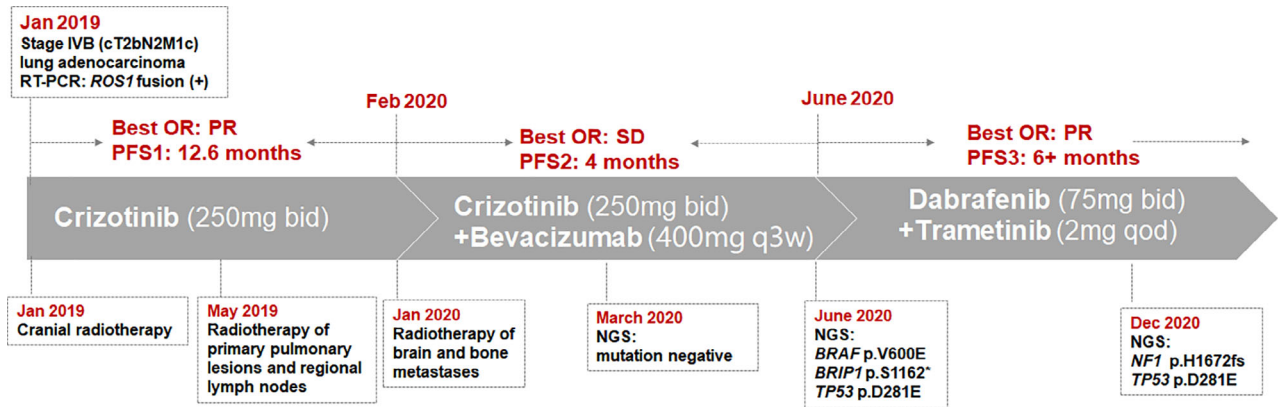 Jan 2019
Stage IVB (cT2bN2M1c)
lung adenocarcinoma
RT-PCR: ROS1 fusion (+)
Feb 2020
June 2020
Best OR: PR
PFS1: 12.6 months
Best OR: SD
PFS2: 4 months
Best OR: PR
PFS3: 6+ months
Crizotinib (250mg bid)
Crizotinib (250mg bid)
+Bevacizumab (400mg q3w)
Dabrafenib (75mg bid)
+Trametinib (2mg qod)
Jan 2019
Cranial radiotherapy
May 2019
Radiotherapy of
primary pulmonary
lesions and regional
lymph nodes
Jan 2020
Radiotherapy of
brain and bone
metastases
March 2020
NGS:
mutation negative
June 2020
NGS:
BRAF p.V600E
BRIP1 p.S1162*
TP53 p.D281E
Dec 2020
NGS:
NF1 p.H1672fs
TP53 p.D281E